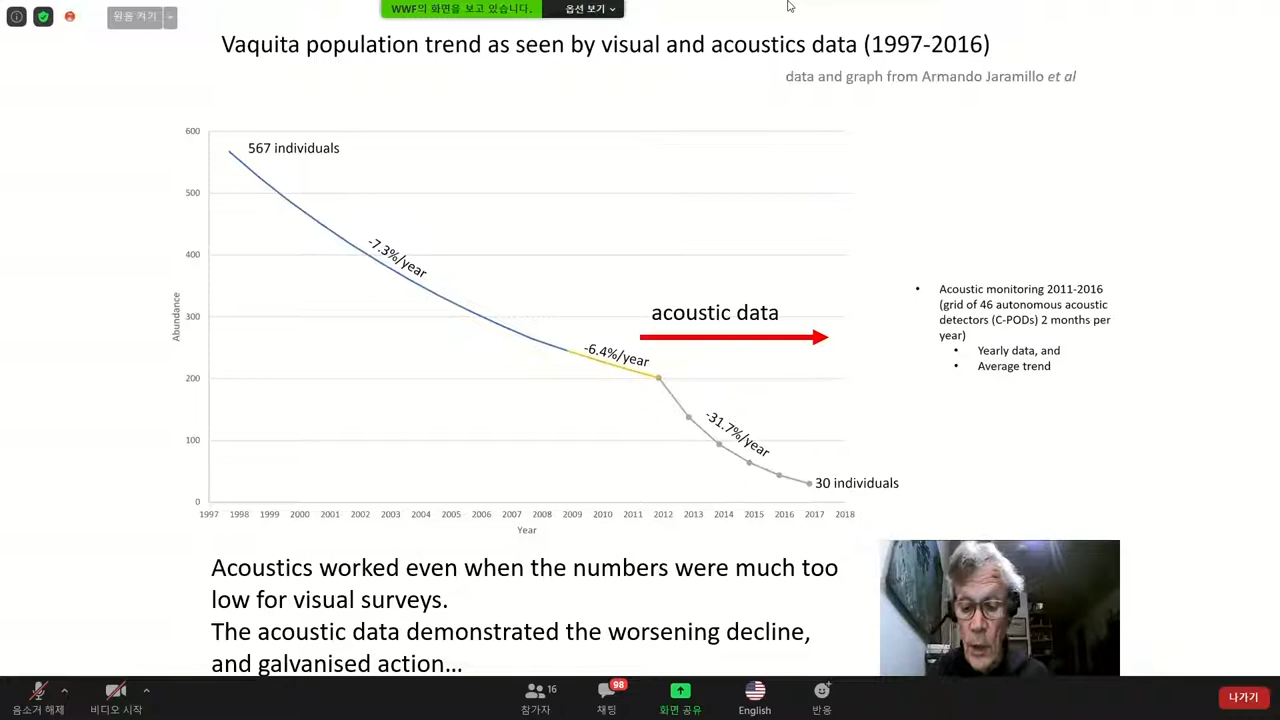 원음 켜기
WWF의 화면을 보고 있습니다.
옵션 보기
Vaquita population trend as seen by visual and acoustics data (1997-2016)
data and graph from Armando Jaramillo et al
600
500
400
300
200
100
0
Abundance
567 individuals
-7.3%/year
-6.4%/year
acoustic data
-31.7%/year
30 individuals
1997 1998 1999 2000 2001 2002 2003 2004 2005 2006 2007 2008 2009 2010 2011 2012 2013 2014 2015 2016 2017 2018
Year
• Acoustic monitoring 2011-2016
(grid of 46 autonomous acoustic
detectors (C-PODs) 2 months per
year)
• Yearly data, and
• Average trend
Acoustics worked even when the numbers were much too
low for visual surveys.
The acoustic data demonstrated the worsening decline,
and galvanised action…
음소거 해제
비디오 시작
16
참가자
98
채팅
화면 공유
English
반응
나가기